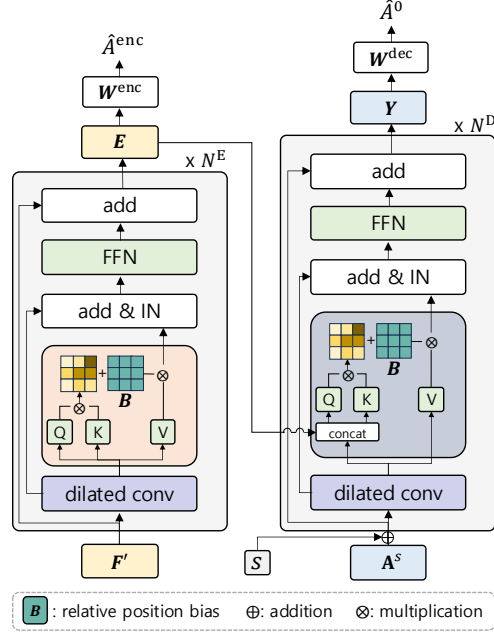 Â^enc
W^enc
E
x N^E
add
FFN
add & IN
+
B
⊗
⊗
Q
K
V
dilated conv
F′
Â^0
W^dec
Y
x N^D
add
FFN
add & IN
+
B
⊗
⊗
Q
K
V
concat
dilated conv
S
⊕
A^s
B : relative position bias ⊕: addition ⊗: multiplication